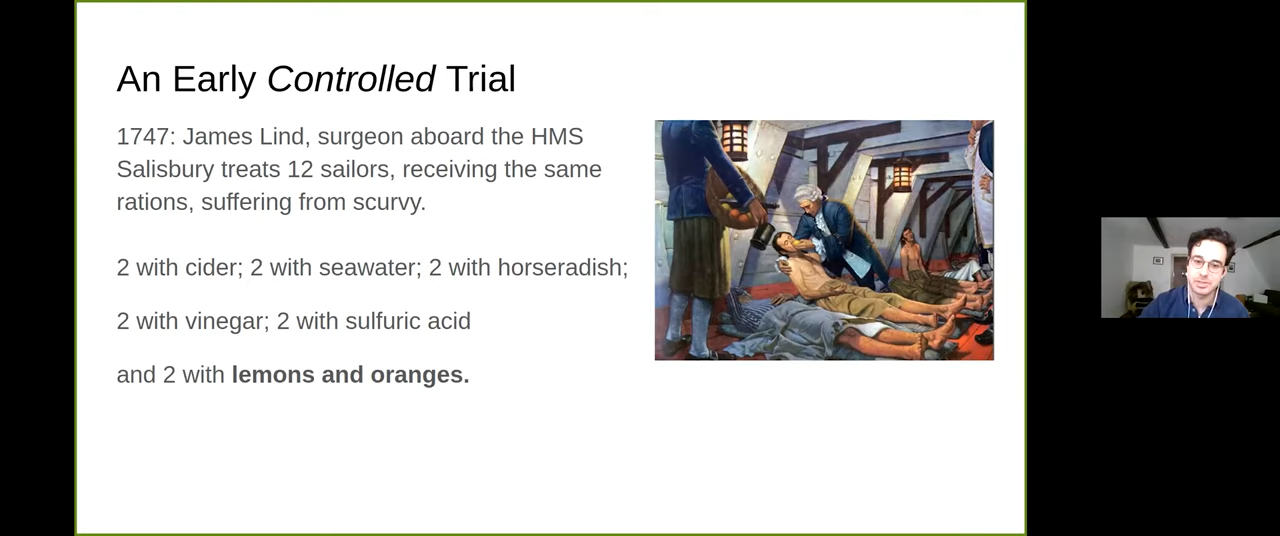 An Early Controlled Trial
1747: James Lind, surgeon aboard the HMS
Salisbury treats 12 sailors, receiving the same
rations, suffering from scurvy.
2 with cider; 2 with seawater; 2 with horseradish;
2 with vinegar; 2 with sulfuric acid
and 2 with lemons and oranges.